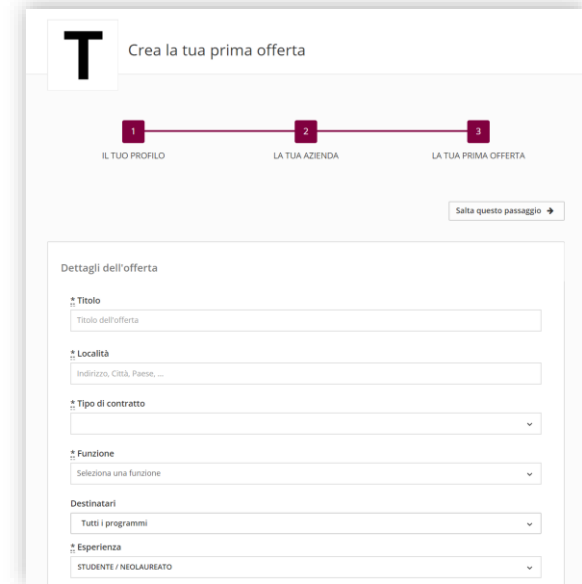 T
Crea la tua prima offerta
1
2
3
IL TUO PROFILO
LA TUA AZIENDA
LA TUA PRIMA OFFERTA
Salta questo passaggio →
Dettagli dell'offerta
* Titolo
Titolo dell'offerta
* Località
Indirizzo, Città, Paese, ...
* Tipo di contratto
* Funzione
Seleziona una funzione
Destinatari
Tutti i programmi
* Esperienza
STUDENTE / NEOLAUREATO